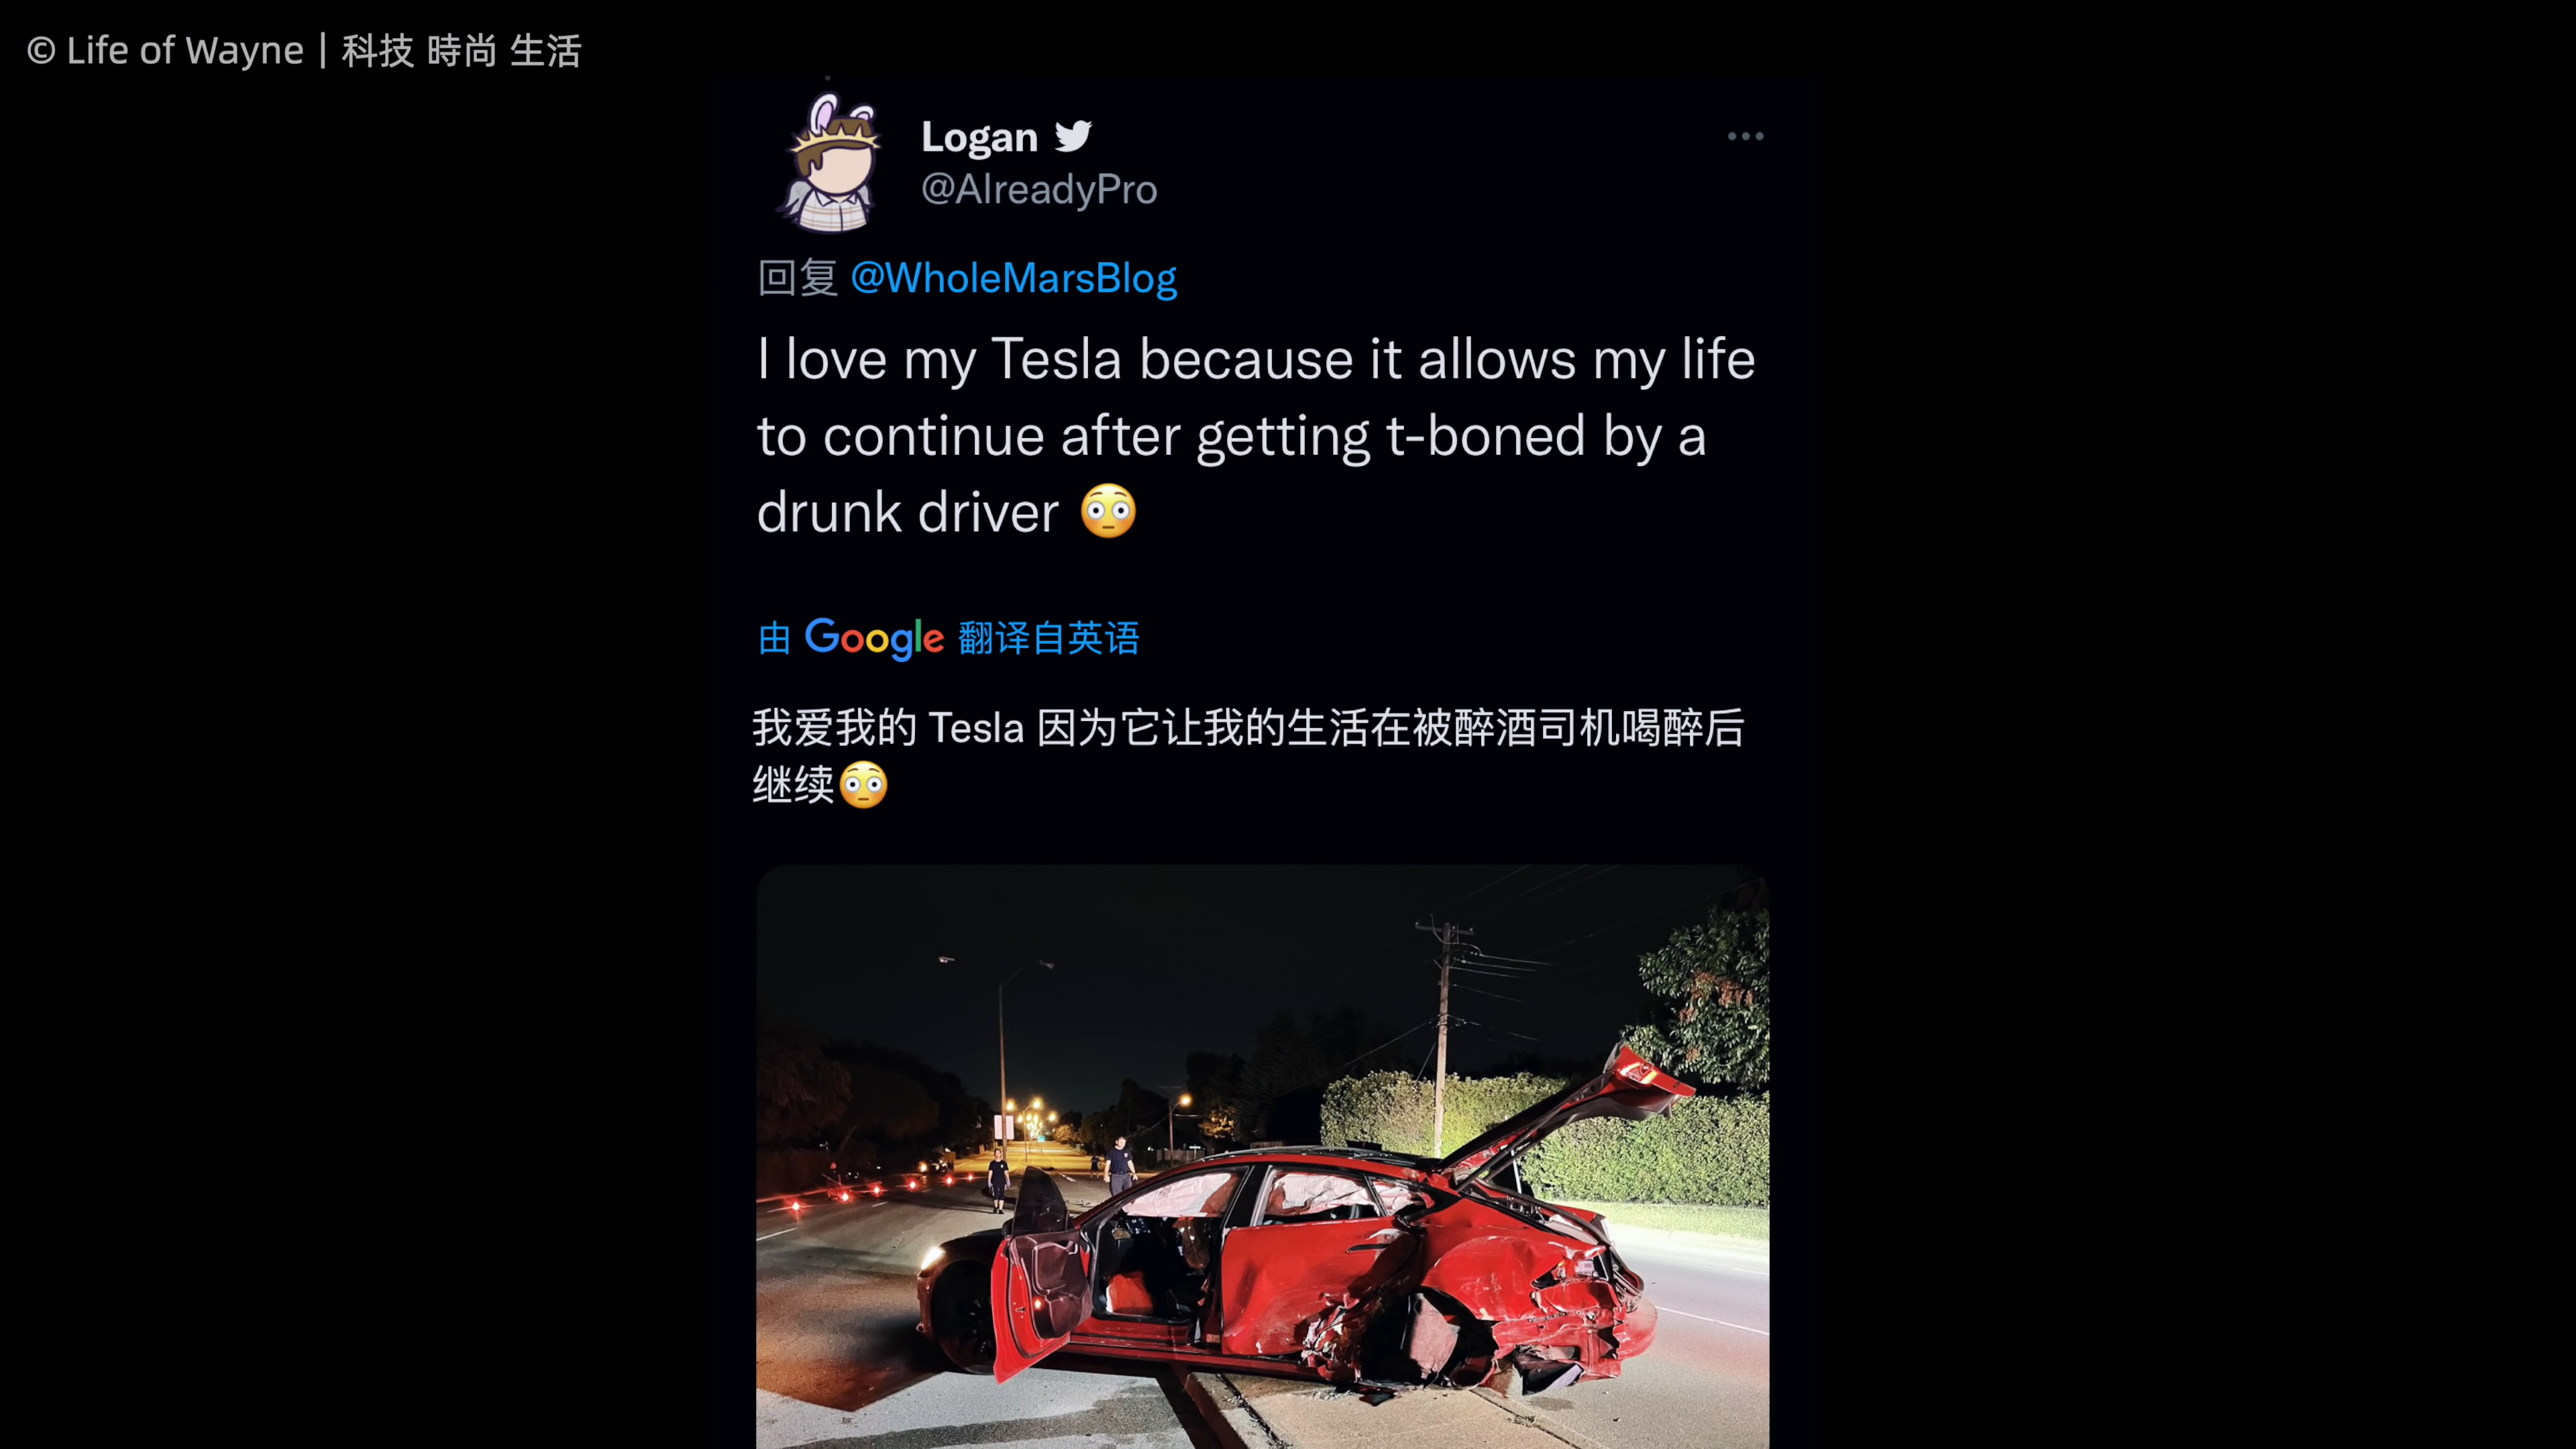 © Life of Wayne | 科技 時尚 生活
Logan
@AlreadyPro
回复 @WholeMarsBlog
I love my Tesla because it allows my life
to continue after getting t-boned by a
drunk driver 😳
由 Google 翻译自英语
我爱我的 Tesla 因为它让我的生活在被醉酒司机喝醉后
继续😳